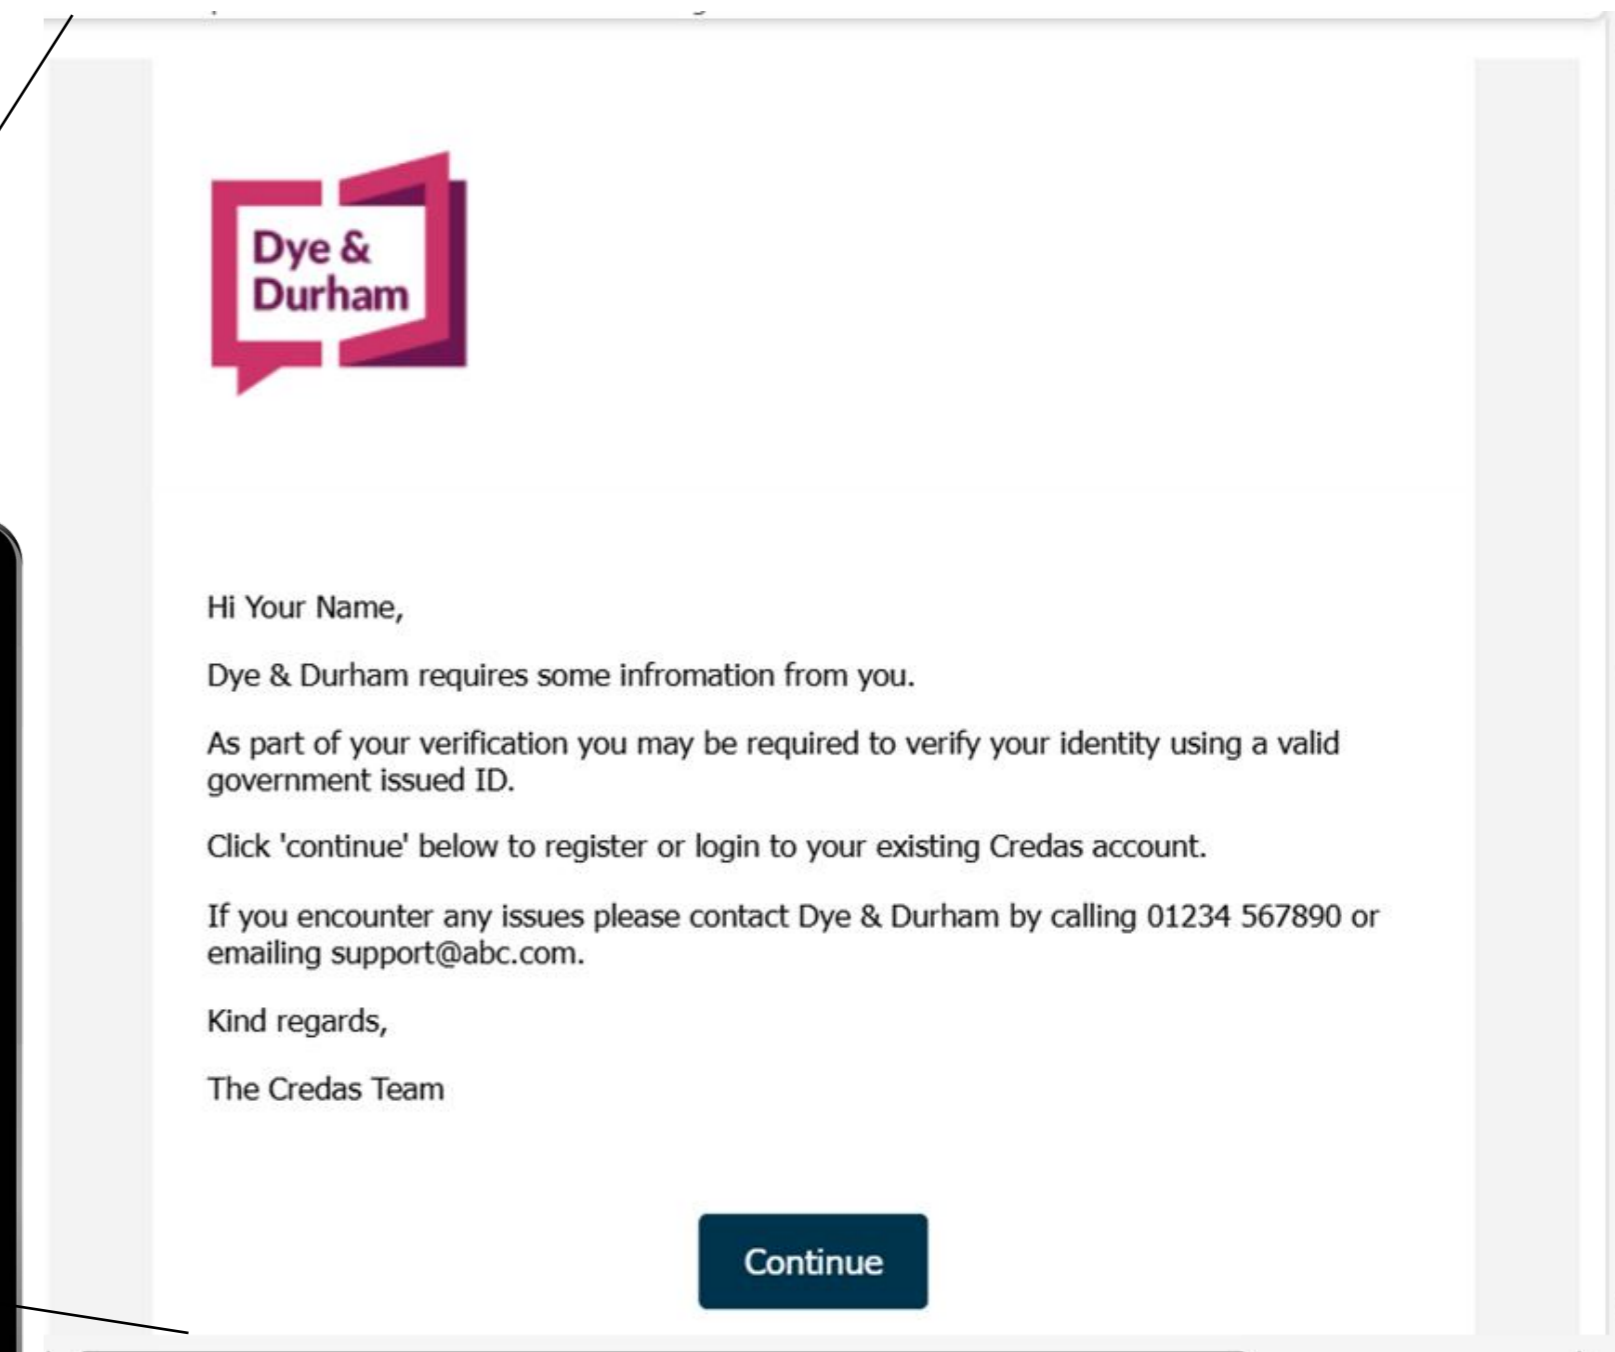 Dye &
Durham
Hi Your Name,
Dye & Durham requires some infromation from you.
As part of your verification you may be required to verify your identity using a valid
government issued ID.
Click 'continue' below to register or login to your existing Credas account.
If you encounter any issues please contact Dye & Durham by calling 01234 567890 or
emailing support@abc.com.
Kind regards,
The Credas Team
Continue